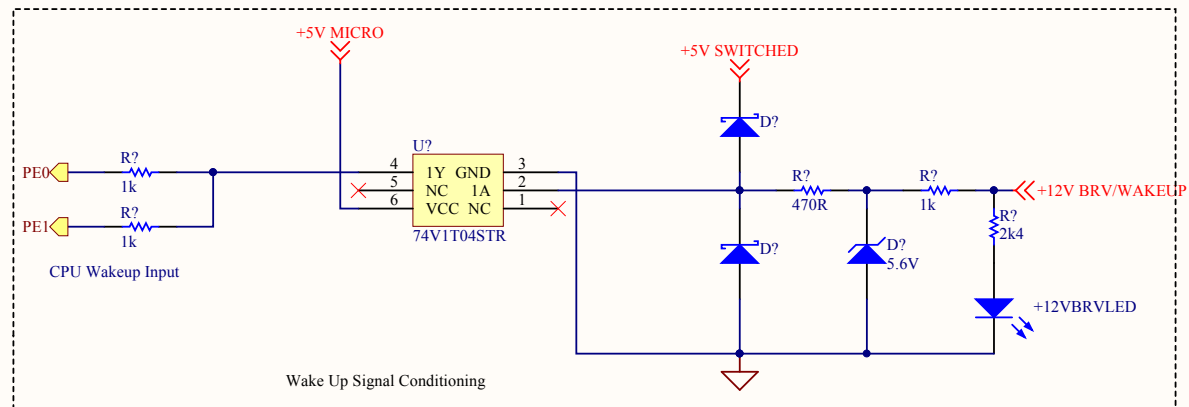 +5V MICRO
+5V SWITCHED
D?
U?
PE0
R?
1k
4
1Y
GND
3
5
NC
1A
2
6
VCC
NC
1
74V1T04STR
PE1
R?
1k
CPU Wakeup Input
R?
470R
R?
1k
+12V BRV/WAKEUP
R?
2k4
D?
D?
5.6V
+12VBRVLED
Wake Up Signal Conditioning